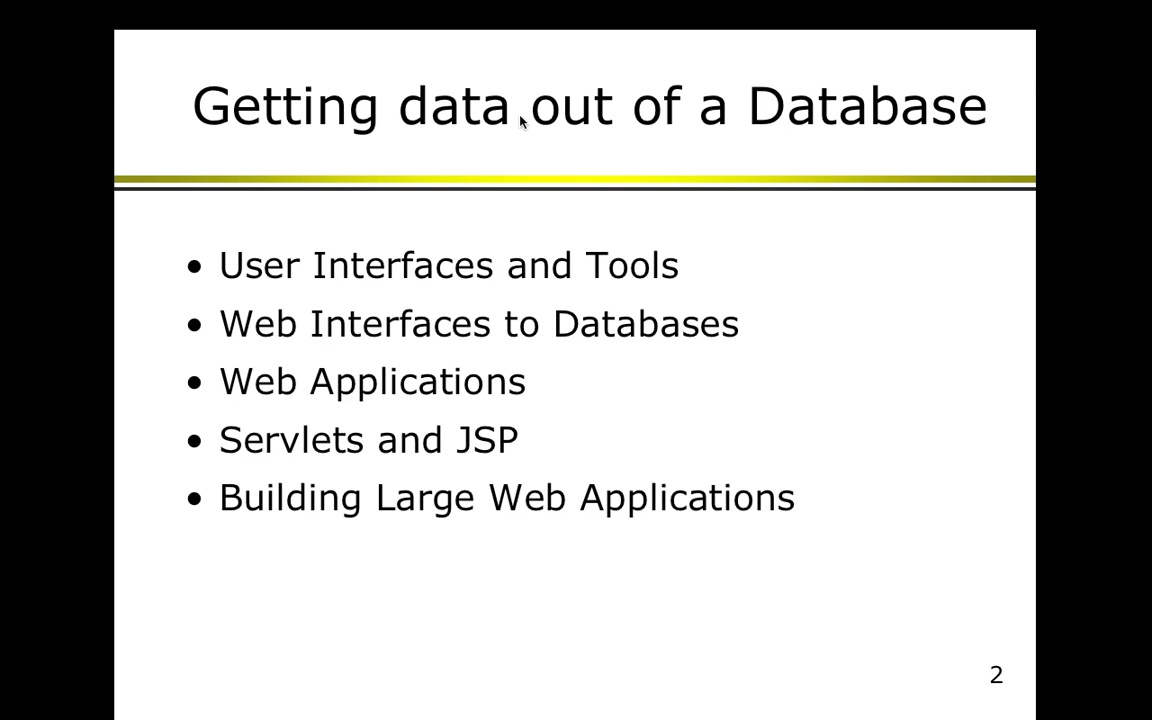 Getting data out of a Database
• User Interfaces and Tools
• Web Interfaces to Databases
• Web Applications
• Servlets and JSP
• Building Large Web Applications
2